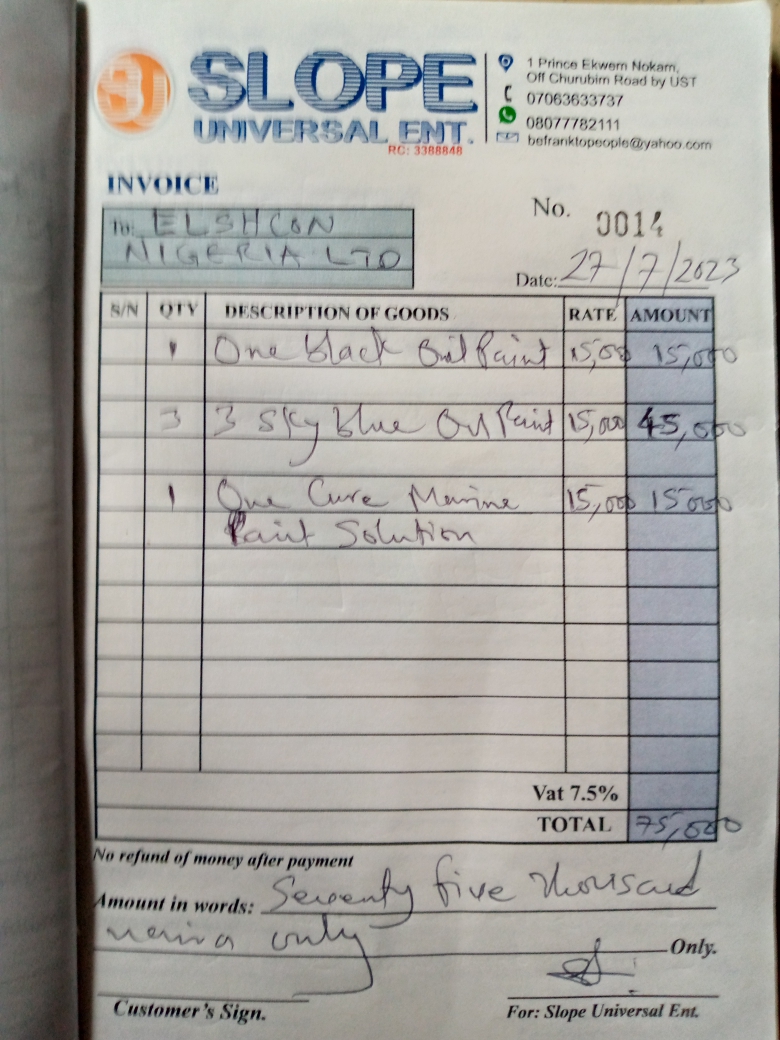 SLOPE
UNIVERSAL ENT.
RC: 3388848
1 Prince Ekwem Nokam,
Off Churubim Road by UST
07063633737
08077782111
befranktopeople@yahoo.com
INVOICE
No. 0014
To: ELSHCON
NIGERIA LTD
Date: 27/7/2023
S/N QTY DESCRIPTION OF GOODS RATE AMOUNT
1 One black Oil Paint 15,000 15,000
3 3 Sky Blue Oil Paint 15,000 45,000
1 One Cure Marine 15,000 15000
Paint Solution
Vat 7.5%
TOTAL 75,000
No refund of money after payment
Amount in words: Seventy five thousand
naira only Only.
Customer's Sign. For: Slope Universal Ent.